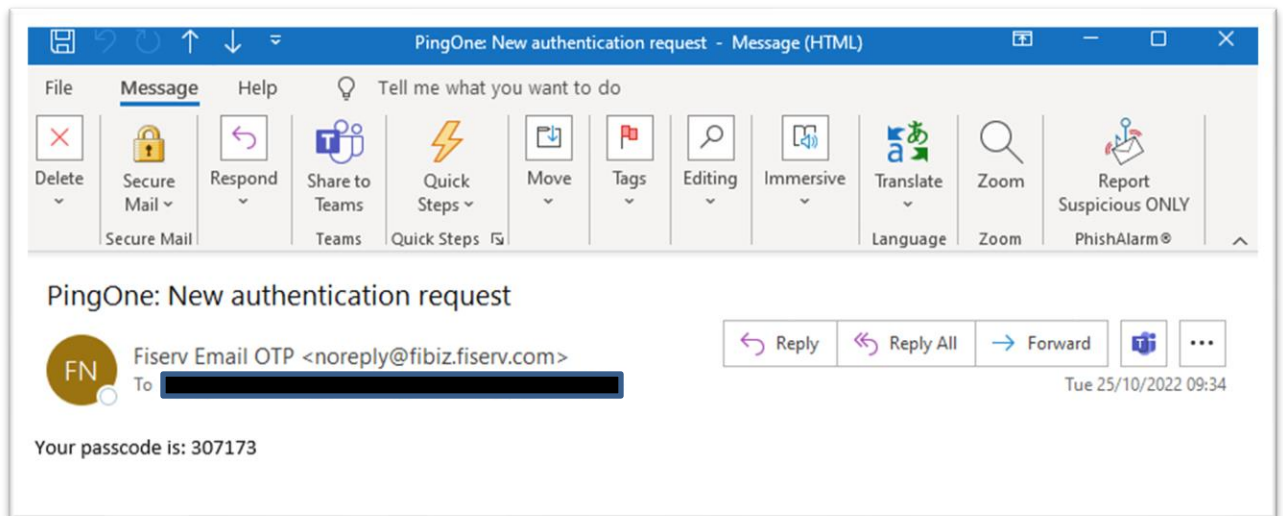 PingOne: New authentication request - Message (HTML)
File Message Help Tell me what you want to do
Delete
Secure Mail
Respond
Share to Teams
Quick Steps
Move
Tags
Editing
Immersive
Translate
Zoom
Report Suspicious ONLY
Secure Mail Teams Quick Steps Language Zoom PhishAlarm®
PingOne: New authentication request
Reply Reply All Forward
FN
Fiserv Email OTP <noreply@fibiz.fiserv.com>
To
Tue 25/10/2022 09:34
Your passcode is: 307173